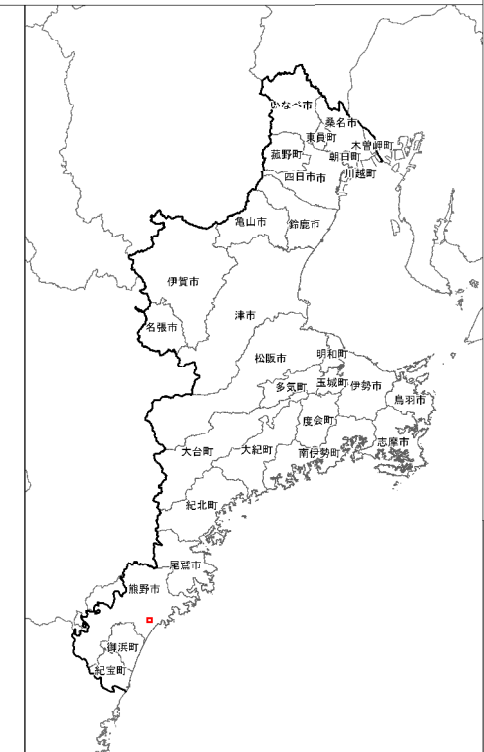 いなべ市
桑名市
東員町
木曽岬町
菰野町
朝日町
四日市市
川越町
亀山市
鈴鹿市
伊賀市
津市
名張市
松阪市
明和町
多気町
玉城町
伊勢市
鳥羽市
度会町
志摩市
大台町
大紀町
南伊勢町
紀北町
尾鷲市
熊野市
御浜町
紀宝町